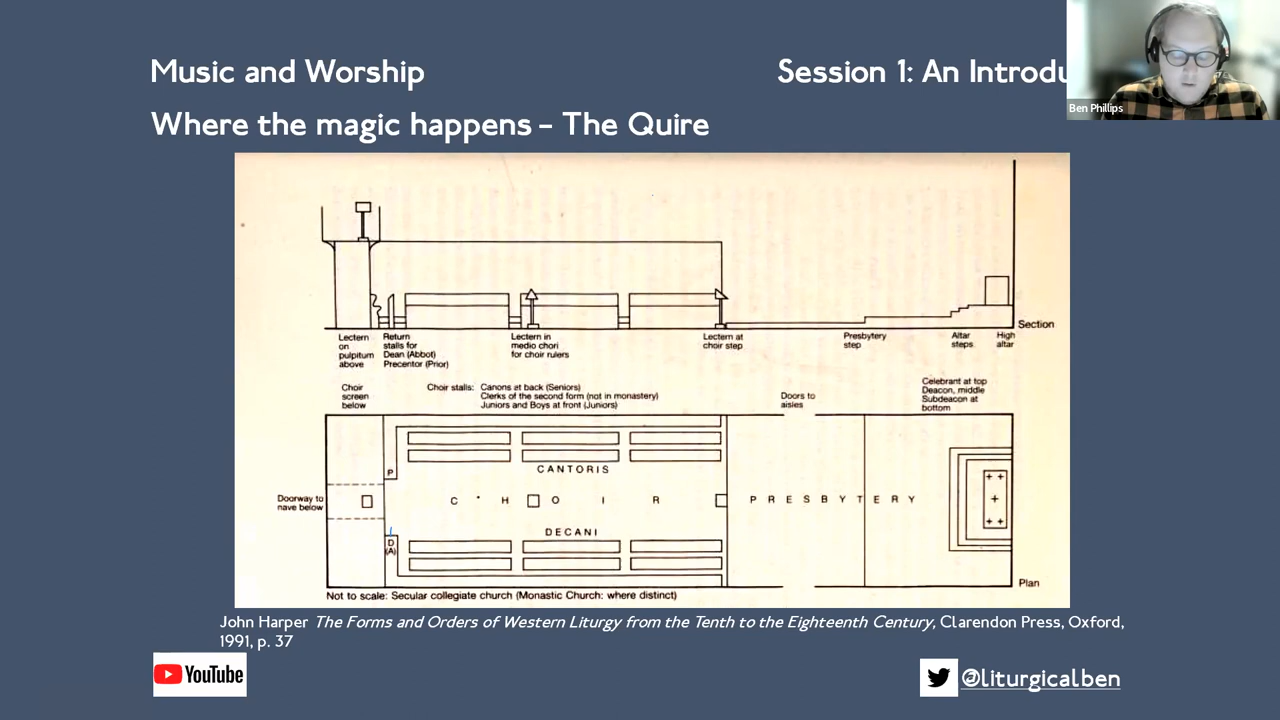 Music and Worship
Session 1: An Introdu
Ben Phillips
Where the magic happens – The Quire
Section
Lectern
on
pulpitum
above
Return
stalls for
Dean (Abbot)
Precentor (Prior)
Lectern in
medio chori
for choir rulers
Lectern at
choir step
Presbytery
step
Altar
steps
High
altar
Choir
screen
below
Choir stalls: Canons at back (Seniors)
Clerks of the second form (not in monastery)
Juniors and Boys at front (Juniors)
Doors to
aisles
Celebrant at top
Deacon, middle
Subdeacon at
bottom
P
CANTORIS
Doorway to
nave below
CHOIR
PRESBYTERY
DECANI
D
(A)
Plan
Not to scale: Secular collegiate church (Monastic Church: where distinct)
John Harper The Forms and Orders of Western Liturgy from the Tenth to the Eighteenth Century, Clarendon Press, Oxford,
1991, p. 37
YouTube
@liturgicalben